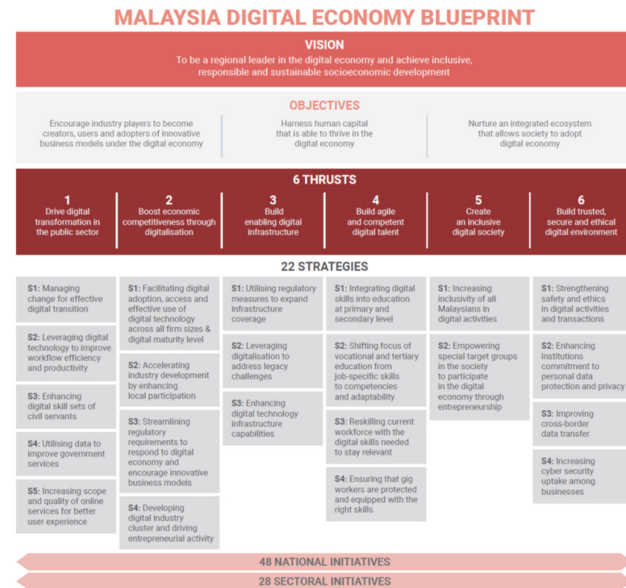 MALAYSIA DIGITAL ECONOMY BLUEPRINT
VISION
To be a regional leader in the digital economy and achieve inclusive,
responsible and sustainable socioeconomic development
OBJECTIVES
Encourage industry players to become
creators, users and adopters of innovative
business models under the digital economy
Harness human capital
that is able to thrive in the
digital economy
Nurture an integrated ecosystem
that allows society to adopt
digital economy
6 THRUSTS
1
Drive digital
transformation in
the public sector
2
Boost economic
competitiveness through
digitalisation
3
Build
enabling digital
infrastructure
4
Build agile
and competent
digital talent
5
Create
an inclusive
digital society
6
Build trusted,
secure and ethical
digital environment
22 STRATEGIES
S1: Managing
change for effective
digital transition
S2: Leveraging digital
technology to improve
workflow efficiency
and productivity
S3: Enhancing
digital skill sets of
civil servants
S4: Utilising data to
improve government
services
S5: Increasing scope
and quality of online
services for better
user experience
S1: Facilitating digital
adoption, access and
effective use of
digital technology
across all firm sizes &
digital maturity level
S2: Accelerating
industry development
by enhancing
local participation
S3: Streamlining
regulatory
requirements to
respond to digital
economy and
encourage innovative
business models
S4: Developing
digital industry
cluster and driving
entrepreneurial activity
S1: Utilising regulatory
measures to expand
infrastructure
coverage
S2: Leveraging
digitalisation to
address legacy
challenges
S3: Enhancing
digital technology
infrastructure
capabilities
S1: Integrating digital
skills into education
at primary and
secondary level
S2: Shifting focus of
vocational and tertiary
education from
job-specific skills
to competencies
and adaptability
S3: Reskilling current
workforce with the
digital skills needed
to stay relevant
S4: Ensuring that gig
workers are protected
and equipped with the
right skills
S1: Increasing
inclusivity of all
Malaysians in
digital activities
S2: Empowering
special target groups
in the society
to participate
in the digital
economy through
entrepreneurship
S1: Strengthening
safety and ethics
in digital activities
and transactions
S2: Enhancing
institutions
commitment to
personal data
protection and privacy
S3: Improving
cross-border
data transfer
S4: Increasing
cyber security
uptake among
businesses
48 NATIONAL INITIATIVES
28 SECTORAL INITIATIVES